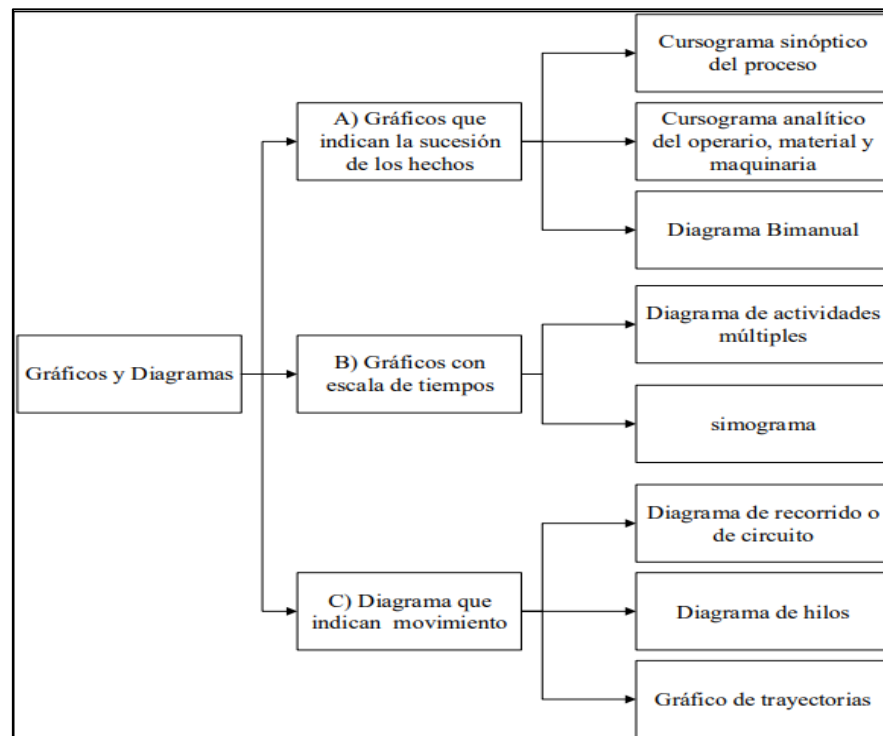 Gráficos y Diagramas
A) Gráficos que
indican la sucesión
de los hechos
Cursograma sinóptico
del proceso
Cursograma analítico
del operario, material y
maquinaria
Diagrama Bimanual
B) Gráficos con
escala de tiempos
Diagrama de actividades
múltiples
simograma
C) Diagrama que
indican movimiento
Diagrama de recorrido o
de circuito
Diagrama de hilos
Gráfico de trayectorias